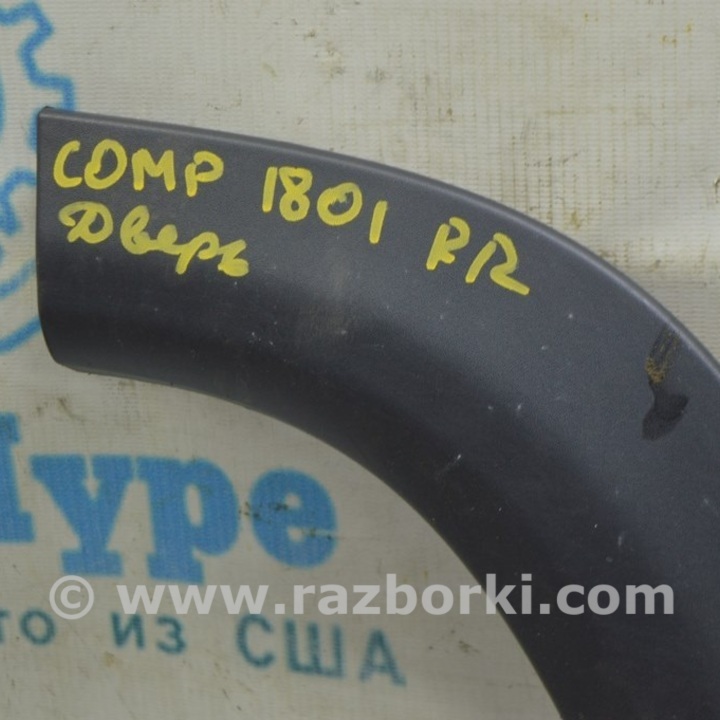 COMP 1801 RR
Дверь
Hype
© www.razborki.com
то из США